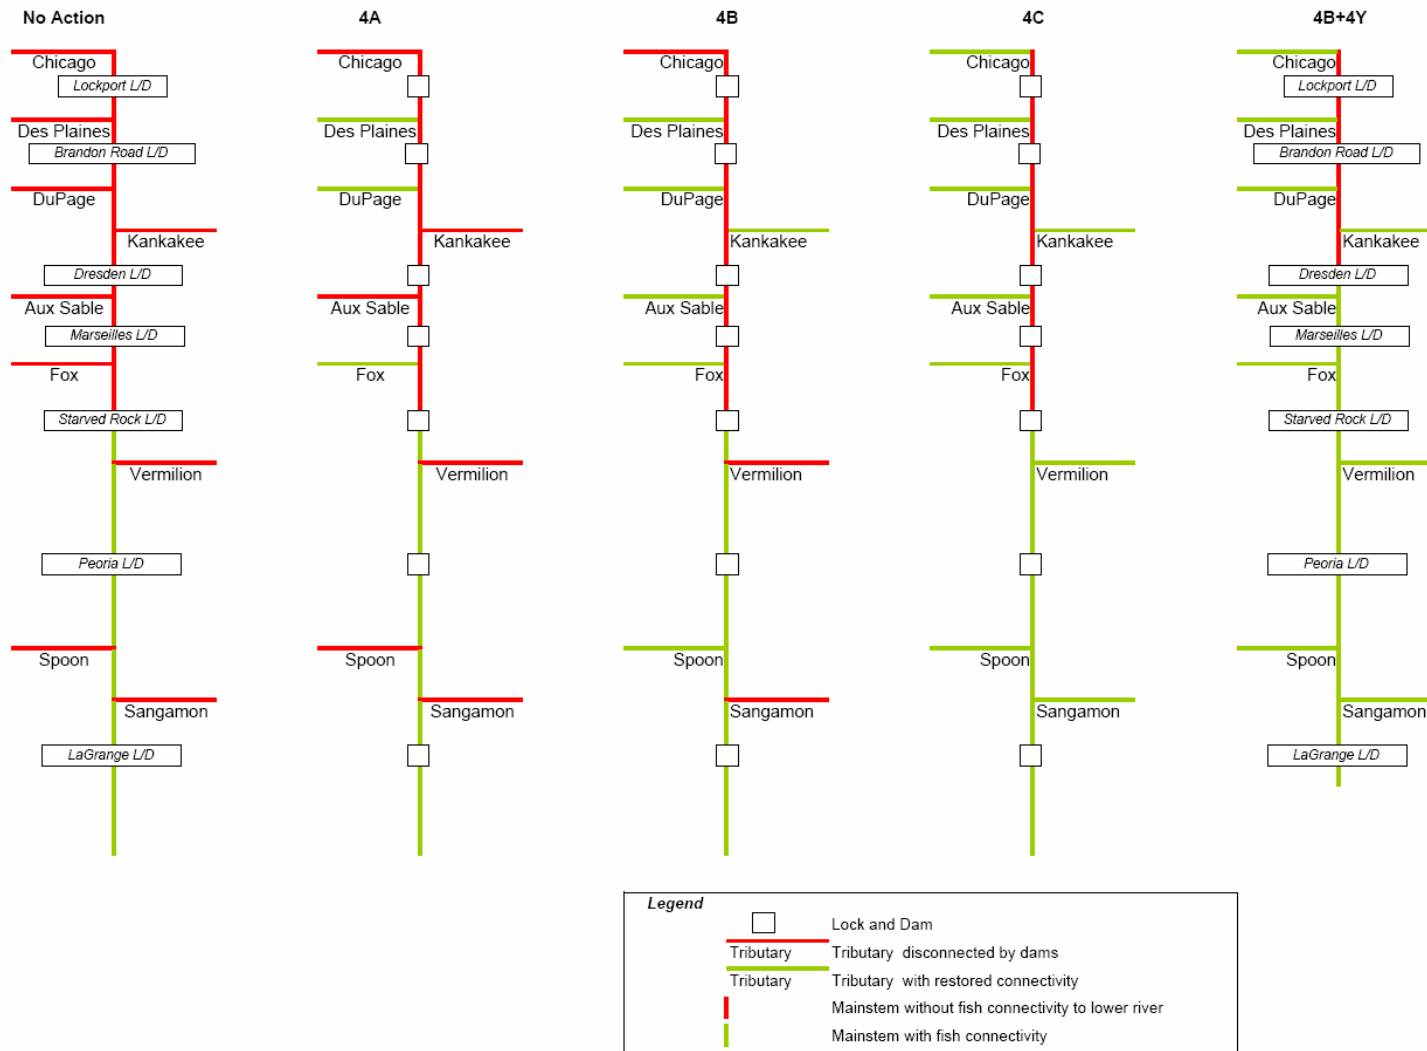 No Action 4A 4B 4C 4B+4Y
Chicago Chicago Chicago Chicago Chicago
Lockport L/D Lockport L/D
Des Plaines Des Plaines Des Plaines Des Plaines Des Plaines
Brandon Road L/D Brandon Road L/D
DuPage DuPage DuPage DuPage DuPage
Kankakee Kankakee Kankakee Kankakee Kankakee
Dresden L/D Dresden L/D
Aux Sable Aux Sable Aux Sable Aux Sable Aux Sable
Marseilles L/D Marseilles L/D
Fox Fox Fox Fox Fox
Starved Rock L/D Starved Rock L/D
Vermilion Vermilion Vermilion Vermilion Vermilion
Peoria L/D Peoria L/D
Spoon Spoon Spoon Spoon Spoon
Sangamon Sangamon Sangamon Sangamon Sangamon
LaGrange L/D LaGrange L/D
Legend
Lock and Dam
Tributary Tributary disconnected by dams
Tributary Tributary with restored connectivity
Mainstem without fish connectivity to lower river
Mainstem with fish connectivity